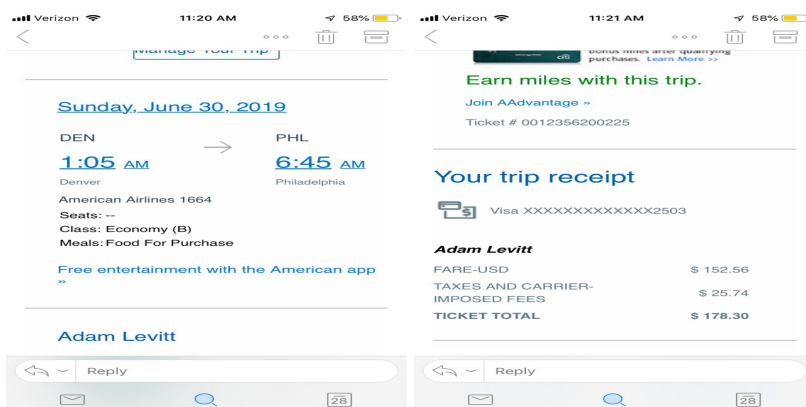 Verizon 11:20 AM 58%
Manage Your Trip
Sunday, June 30, 2019
DEN PHL
1:05 AM 6:45 AM
Denver Philadelphia
American Airlines 1664
Seats: --
Class: Economy (B)
Meals: Food For Purchase
Free entertainment with the American app
»
Adam Levitt
Reply
28
Verizon 11:21 AM 58%
citi
bonus miles after qualifying
purchases. Learn More >>
Earn miles with this trip.
Join AAdvantage »
Ticket # 0012356200225
Your trip receipt
Visa XXXXXXXXXXXXX2503
Adam Levitt
FARE-USD $ 152.56
TAXES AND CARRIER-
IMPOSED FEES $ 25.74
TICKET TOTAL $ 178.30
Reply
28